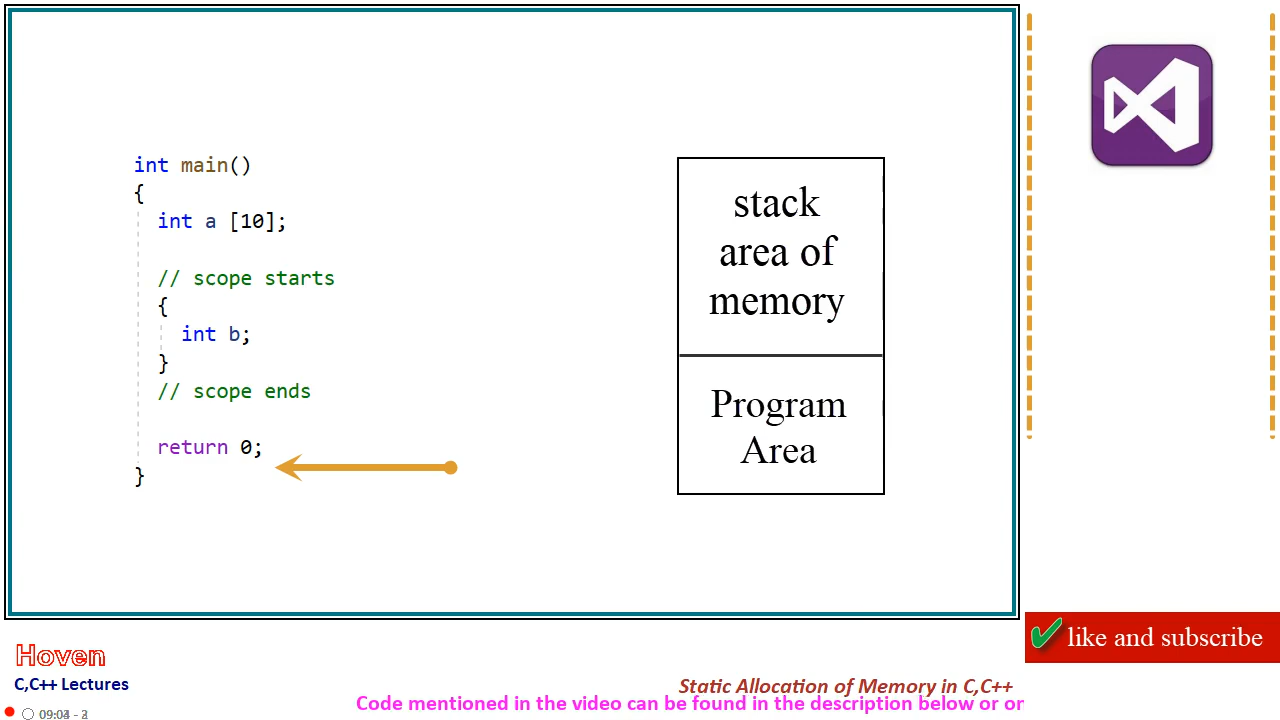 int main()
{
int a [10];
// scope starts
{
int b;
}
// scope ends
return 0;
}
stack
area of
memory
Program
Area
like and subscribe
Hoven
C,C++ Lectures
Static Allocation of Memory in C,C++
Code mentioned in the video can be found in the description below or or